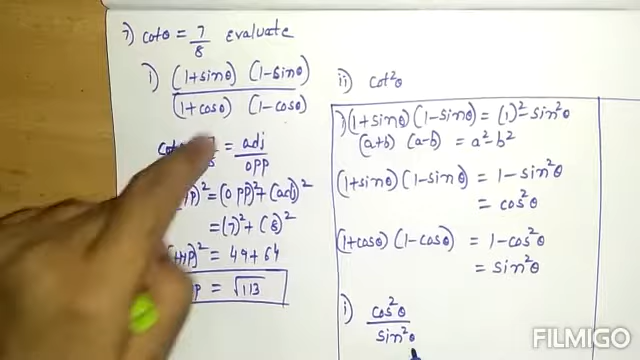 7) cotθ = 7/8 evaluate
i) (1+sinθ) (1-sinθ) / (1+cosθ) (1-cosθ)
= adj/opp
)² = (opp)² + (adj)²
= (7)² + (8)²
)² = 49+64
= √113
ii) cot²θ
i) (1+sinθ)(1-sinθ) = (1)² - sin²θ
(a+b) (a-b) = a²-b²
(1+sinθ)(1-sinθ) = 1-sin²θ
= cos²θ
(1+cosθ)(1-cosθ) = 1-cos²θ
= sin²θ
i) cos²θ / sin²θ
FILMIGO